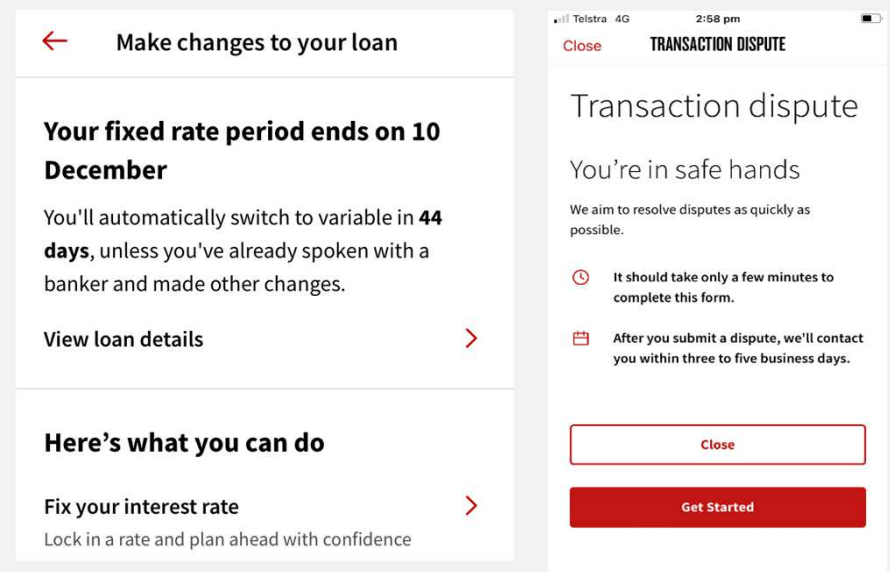 Make changes to your loan
Your fixed rate period ends on 10
December
You'll automatically switch to variable in 44
days, unless you've already spoken with a
banker and made other changes.
View loan details
Here’s what you can do
Fix your interest rate
Lock in a rate and plan ahead with confidence
Telstra 4G 2:58 pm
Close TRANSACTION DISPUTE
Transaction dispute
You’re in safe hands
We aim to resolve disputes as quickly as
possible.
It should take only a few minutes to
complete this form.
After you submit a dispute, we'll contact
you within three to five business days.
Close
Get Started